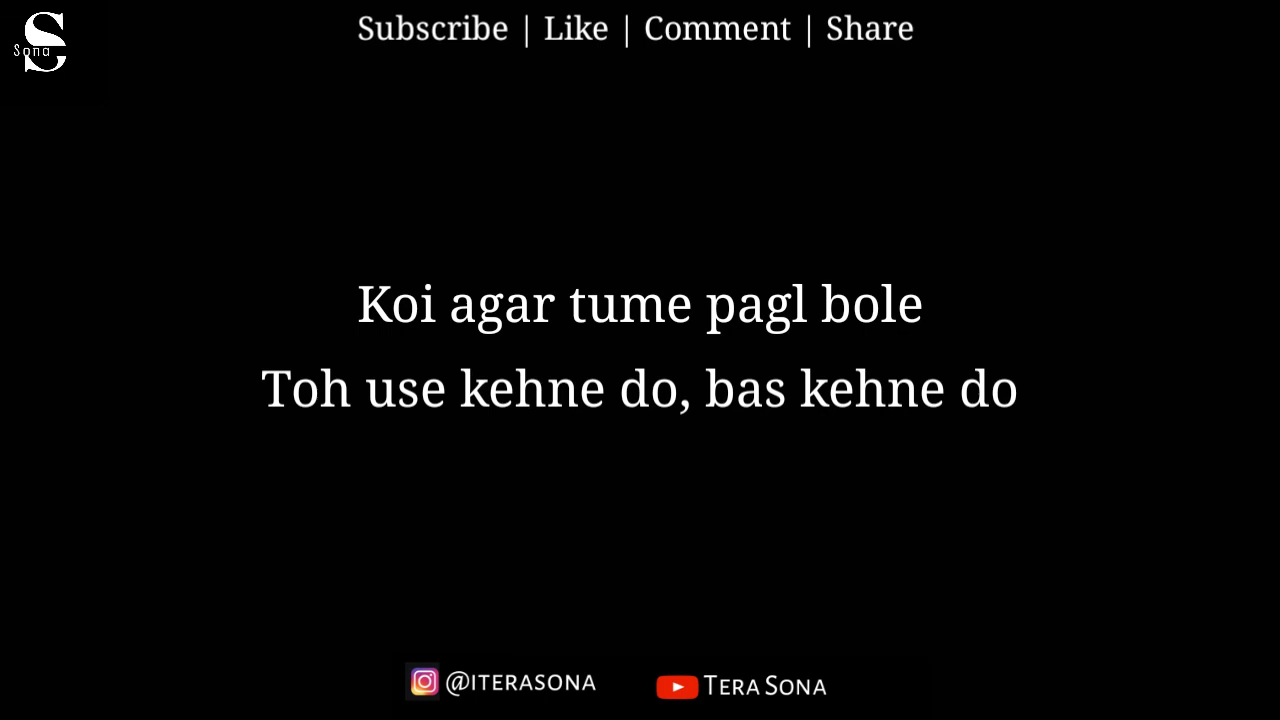 Sona
Subscribe | Like | Comment | Share
Koi agar tume pagl bole
Toh use kehne do, bas kehne do
@iterasona
Tera Sona